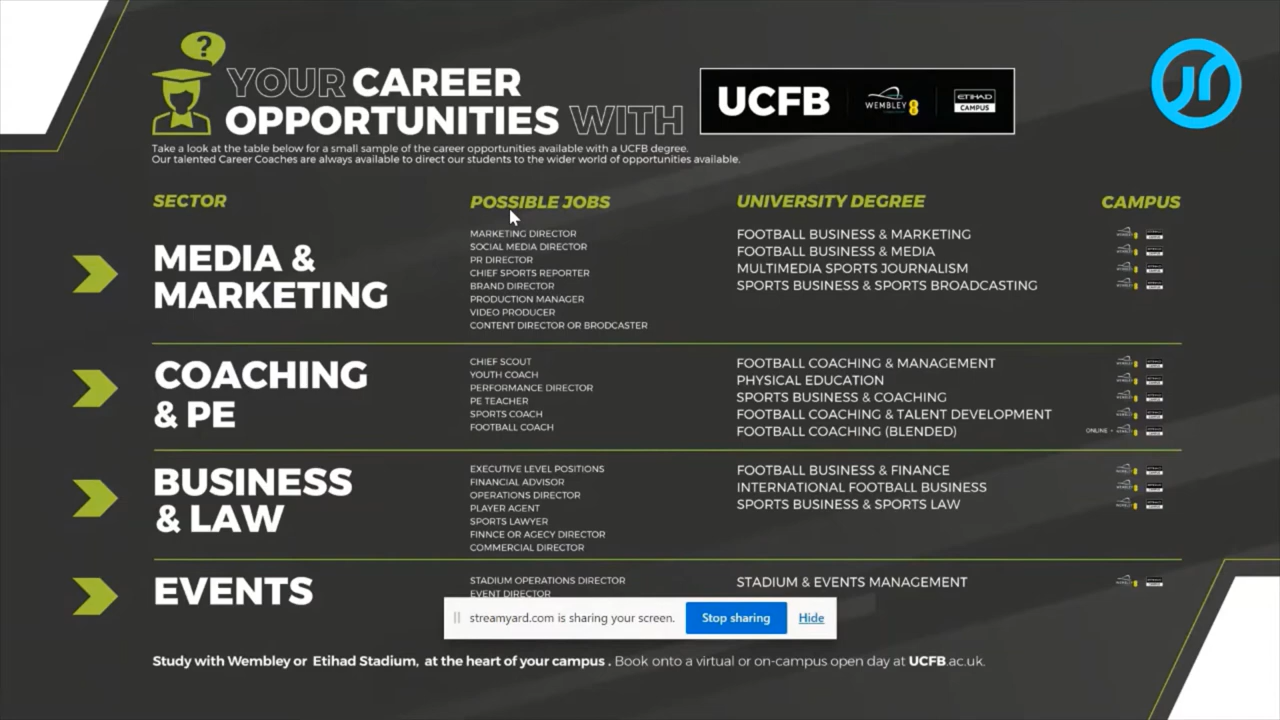 ?
YOUR CAREER
OPPORTUNITIES WITH
UCFB WEMBLEY ETIHAD CAMPUS
Take a look at the table below for a small sample of the career opportunities available with a UCFB degree.
Our talented Career Coaches are always available to direct our students to the wider world of opportunities available.
SECTOR POSSIBLE JOBS UNIVERSITY DEGREE CAMPUS
MEDIA &
MARKETING
MARKETING DIRECTOR
SOCIAL MEDIA DIRECTOR
PR DIRECTOR
CHIEF SPORTS REPORTER
BRAND DIRECTOR
PRODUCTION MANAGER
VIDEO PRODUCER
CONTENT DIRECTOR OR BRODCASTER
FOOTBALL BUSINESS & MARKETING
FOOTBALL BUSINESS & MEDIA
MULTIMEDIA SPORTS JOURNALISM
SPORTS BUSINESS & SPORTS BROADCASTING
COACHING
& PE
CHIEF SCOUT
YOUTH COACH
PERFORMANCE DIRECTOR
PE TEACHER
SPORTS COACH
FOOTBALL COACH
FOOTBALL COACHING & MANAGEMENT
PHYSICAL EDUCATION
SPORTS BUSINESS & COACHING
FOOTBALL COACHING & TALENT DEVELOPMENT
FOOTBALL COACHING (BLENDED)
ONLINE +
BUSINESS
& LAW
EXECUTIVE LEVEL POSITIONS
FINANCIAL ADVISOR
OPERATIONS DIRECTOR
PLAYER AGENT
SPORTS LAWYER
FINNCE OR AGECY DIRECTOR
COMMERCIAL DIRECTOR
FOOTBALL BUSINESS & FINANCE
INTERNATIONAL FOOTBALL BUSINESS
SPORTS BUSINESS & SPORTS LAW
EVENTS
STADIUM OPERATIONS DIRECTOR
EVENT DIRECTOR
STADIUM & EVENTS MANAGEMENT
streamyard.com is sharing your screen. Stop sharing Hide
Study with Wembley or Etihad Stadium, at the heart of your campus . Book onto a virtual or on-campus open day at UCFB.ac.uk.